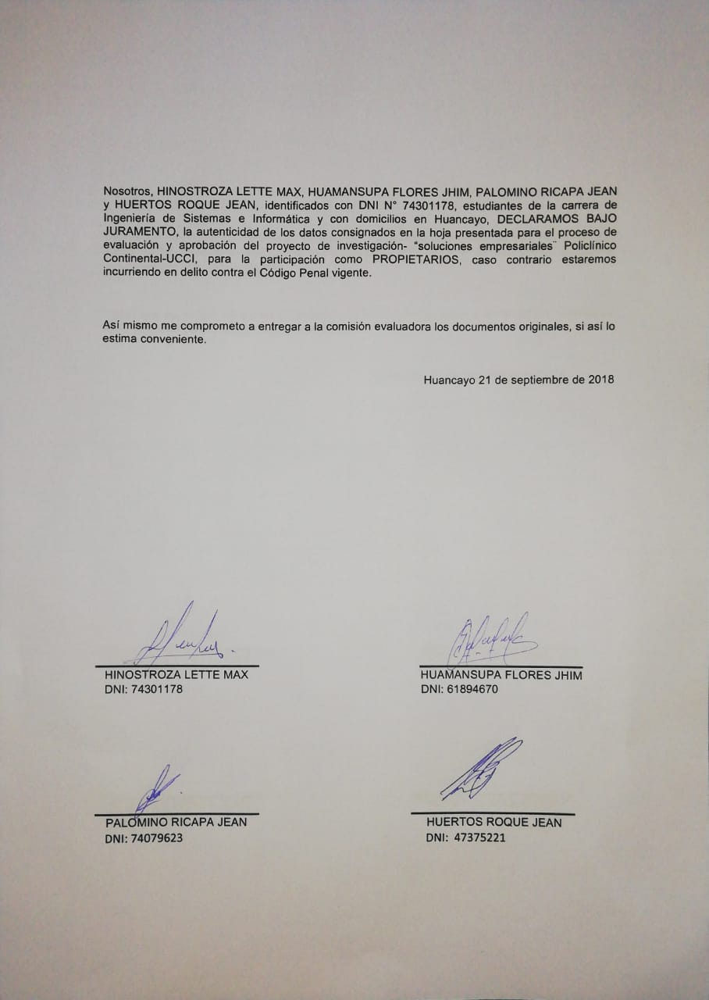 Nosotros, HINOSTROZA LETTE MAX, HUAMANSUPA FLORES JHIM, PALOMINO RICAPA JEAN
y HUERTOS ROQUE JEAN, identificados con DNI N° 74301178, estudiantes de la carrera de
Ingeniería de Sistemas e Informática y con domicilios en Huancayo, DECLARAMOS BAJO
JURAMENTO, la autenticidad de los datos consignados en la hoja presentada para el proceso de
evaluación y aprobación del proyecto de investigación- "soluciones empresariales¨ Policlínico
Continental-UCCI, para la participación como PROPIETARIOS, caso contrario estaremos
incurriendo en delito contra el Código Penal vigente.
Así mismo me comprometo a entregar a la comisión evaluadora los documentos originales, si así lo
estima conveniente.
Huancayo 21 de septiembre de 2018
HINOSTROZA LETTE MAX
DNI: 74301178
HUAMANSUPA FLORES JHIM
DNI: 61894670
PALOMINO RICAPA JEAN
DNI: 74079623
HUERTOS ROQUE JEAN
DNI: 47375221